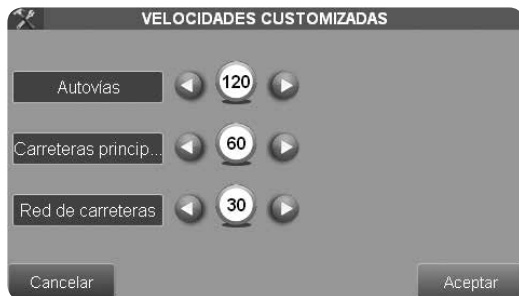 VELOCIDADES CUSTOMIZADAS
Autovías 120
Carreteras princip... 60
Red de carreteras 30
Cancelar Aceptar